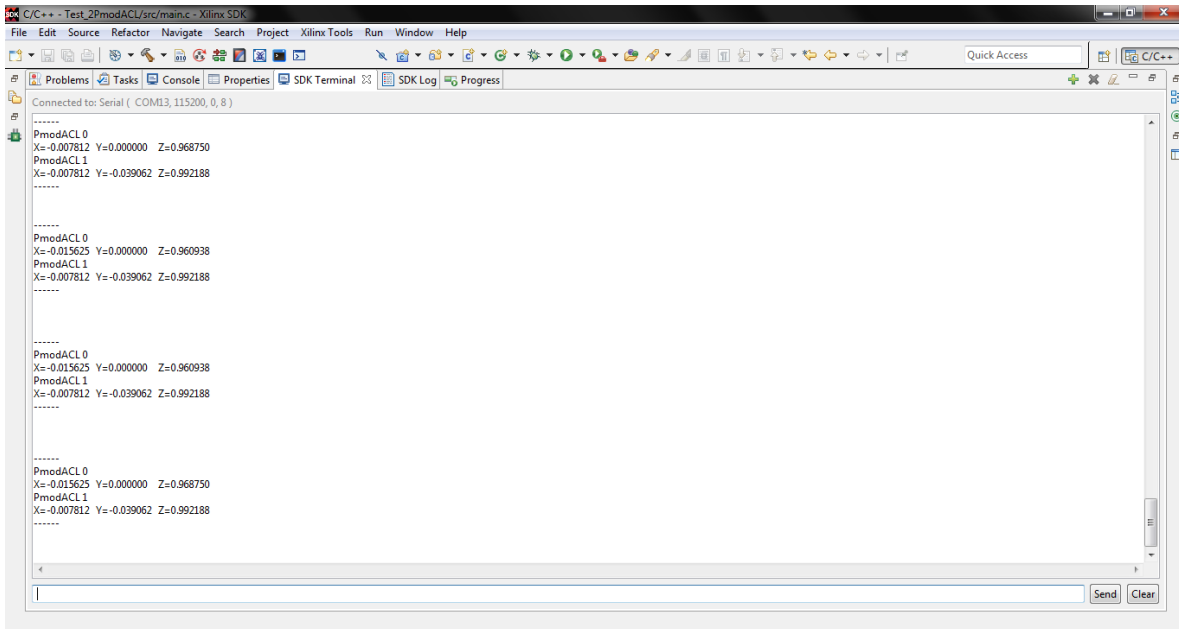 SDK C/C++ - Test_2PmodACL/src/main.c - Xilinx SDK
File Edit Source Refactor Navigate Search Project Xilinx Tools Run Window Help
Quick Access C/C++
Problems Tasks Console Properties SDK Terminal SDK Log Progress
Connected to: Serial ( COM13, 115200, 0, 8 )
------
PmodACL 0
X=-0.007812 Y=0.000000 Z=0.968750
PmodACL 1
X=-0.007812 Y=-0.039062 Z=0.992188
------
------
PmodACL 0
X=-0.015625 Y=0.000000 Z=0.960938
PmodACL 1
X=-0.007812 Y=-0.039062 Z=0.992188
------
------
PmodACL 0
X=-0.015625 Y=0.000000 Z=0.960938
PmodACL 1
X=-0.007812 Y=-0.039062 Z=0.992188
------
------
PmodACL 0
X=-0.015625 Y=0.000000 Z=0.968750
PmodACL 1
X=-0.007812 Y=-0.039062 Z=0.992188
------
Send Clear